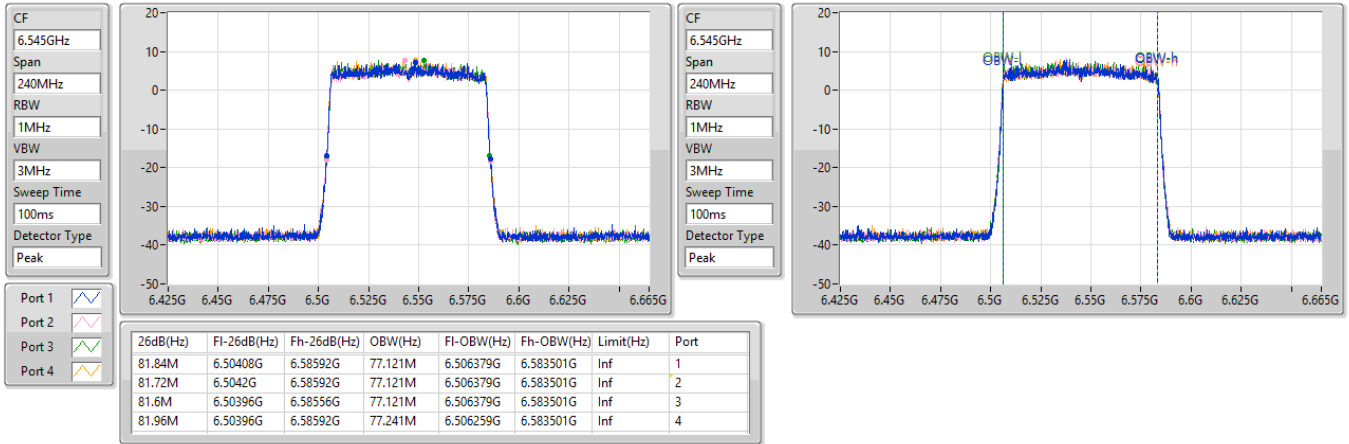 CF
6.545GHz
Span
240MHz
RBW
1MHz
VBW
3MHz
Sweep Time
100ms
Detector Type
Peak
20-
10-
0-
-10-
-20-
-30-
-40-
-50-
6.425G 6.45G 6.475G 6.5G 6.525G 6.55G 6.575G 6.6G 6.625G 6.665G
CF
6.545GHz
Span
240MHz
RBW
1MHz
VBW
3MHz
Sweep Time
100ms
Detector Type
Peak
20-
10-
0-
-10-
-20-
-30-
-40-
-50-
OBW-l OBW-h
6.425G 6.45G 6.475G 6.5G 6.525G 6.55G 6.575G 6.6G 6.625G 6.665G
Port 1
Port 2
Port 3
Port 4
26dB(Hz) Fl-26dB(Hz) Fh-26dB(Hz) OBW(Hz) Fl-OBW(Hz) Fh-OBW(Hz) Limit(Hz) Port
81.84M 6.50408G 6.58592G 77.121M 6.506379G 6.583501G Inf 1
81.72M 6.5042G 6.58592G 77.121M 6.506379G 6.583501G Inf 2
81.6M 6.50396G 6.58556G 77.121M 6.506379G 6.583501G Inf 3
81.96M 6.50396G 6.58592G 77.241M 6.506259G 6.583501G Inf 4